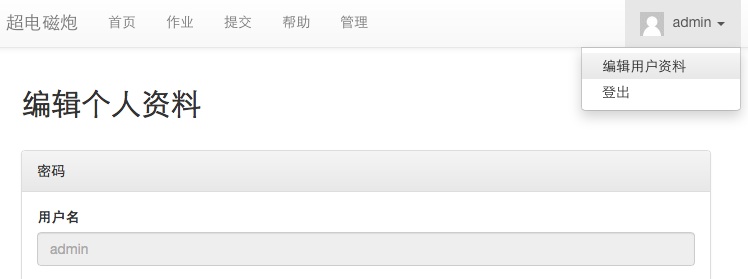 超电磁炮 首页 作业 提交 帮助 管理 admin
编辑用户资料
登出
编辑个人资料
密码
用户名
admin